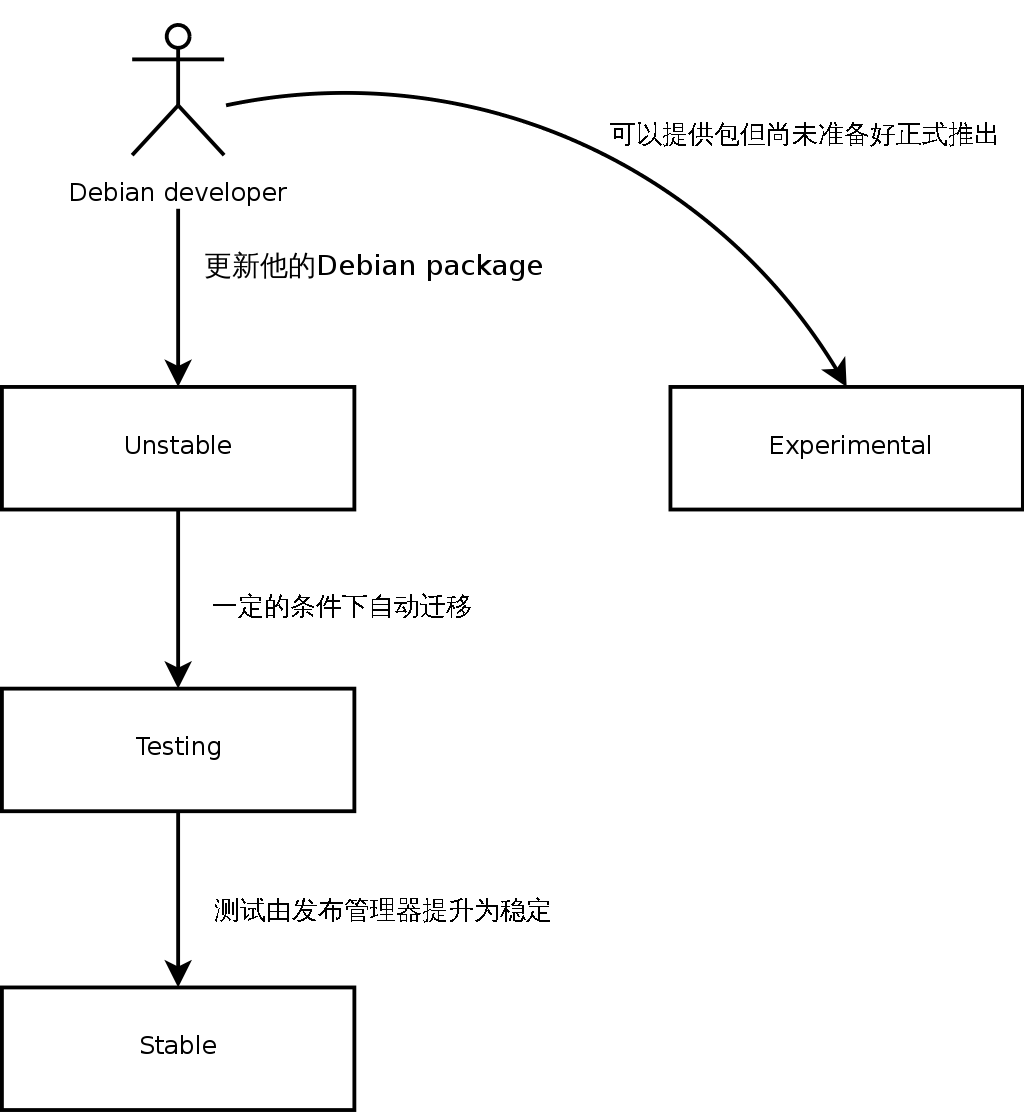 可以提供包但尚未准备好正式推出
Debian developer
更新他的Debian package
Unstable
Experimental
一定的条件下自动迁移
Testing
测试由发布管理器提升为稳定
Stable